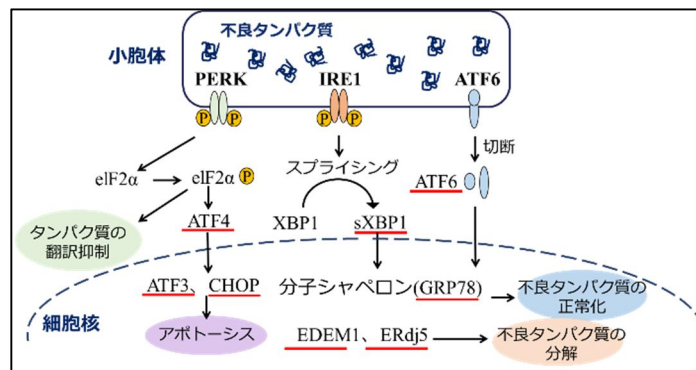 不良タンパク質
小胞体
PERK
IRE1
ATF6
P P
P P
切断
スプライシング
eIF2α
eIF2α P
ATF6
ATF4
XBP1
sXBP1
タンパク質の
翻訳抑制
ATF3、CHOP
分子シャペロン(GRP78)
不良タンパク質の
正常化
細胞核
アポトーシス
EDEM1、ERdj5
不良タンパク質の
分解